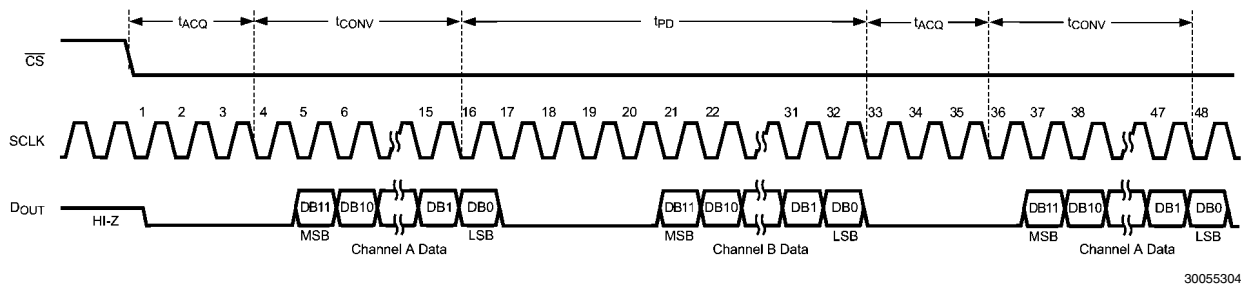 tACQ tCONV tPD tACQ tCONV
CS
1 2 3 4 5 6 15 16 17 18 19 20 21 22 31 32 33 34 35 36 37 38 47 48
SCLK
DOUT
HI-Z
DB11 DB10 DB1 DB0 DB11 DB10 DB1 DB0 DB11 DB10 DB1 DB0
MSB LSB MSB LSB MSB LSB
Channel A Data Channel B Data Channel A Data
30055304